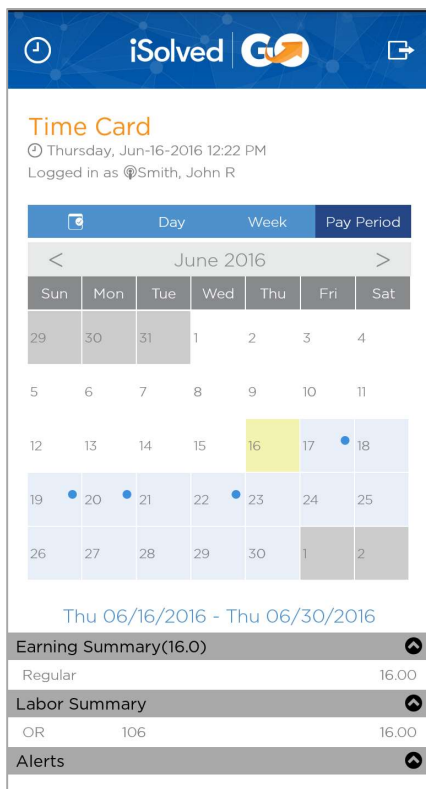 iSolved GO
Time Card
Thursday, Jun-16-2016 12:22 PM
Logged in as Smith, John R
Day Week Pay Period
< June 2016 >
Sun Mon Tue Wed Thu Fri Sat
29 30 31 1 2 3 4
5 6 7 8 9 10 11
12 13 14 15 16 17 18
19 20 21 22 23 24 25
26 27 28 29 30 1 2
Thu 06/16/2016 - Thu 06/30/2016
Earning Summary(16.0)
Regular 16.00
Labor Summary
OR 106 16.00
Alerts